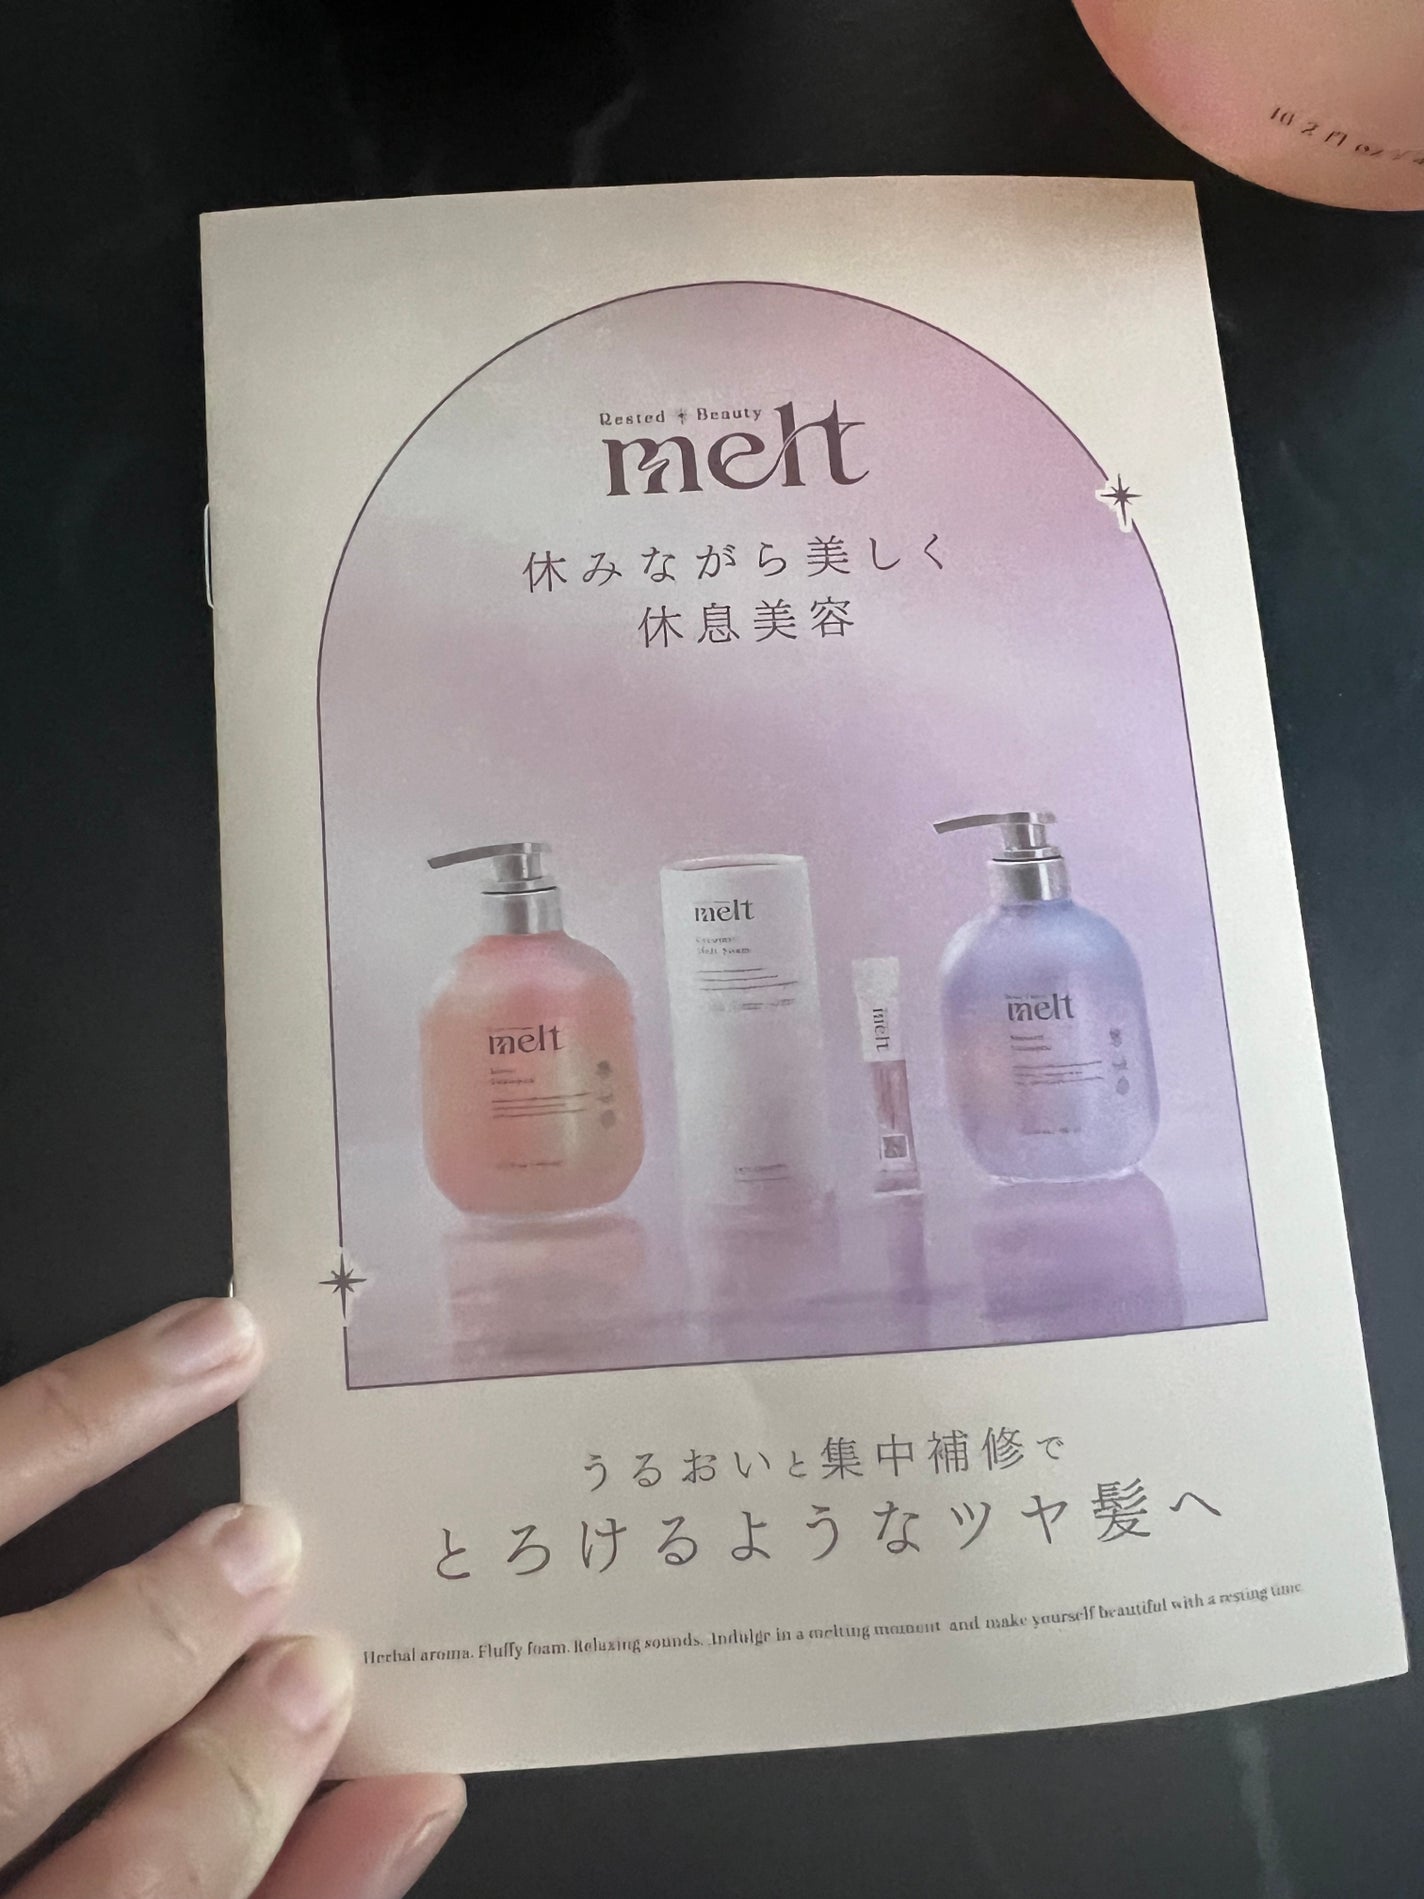 Rested Beauty
melt
休みながら美しく
休息美容
melt
melt
melt
melt
うるおいと集中補修で
とろけるようなツヤ髪へ
Herbal aroma. Fluffy foam. Relaxing sounds. Indulge in a melting moment and make yourself beautiful with a resting time